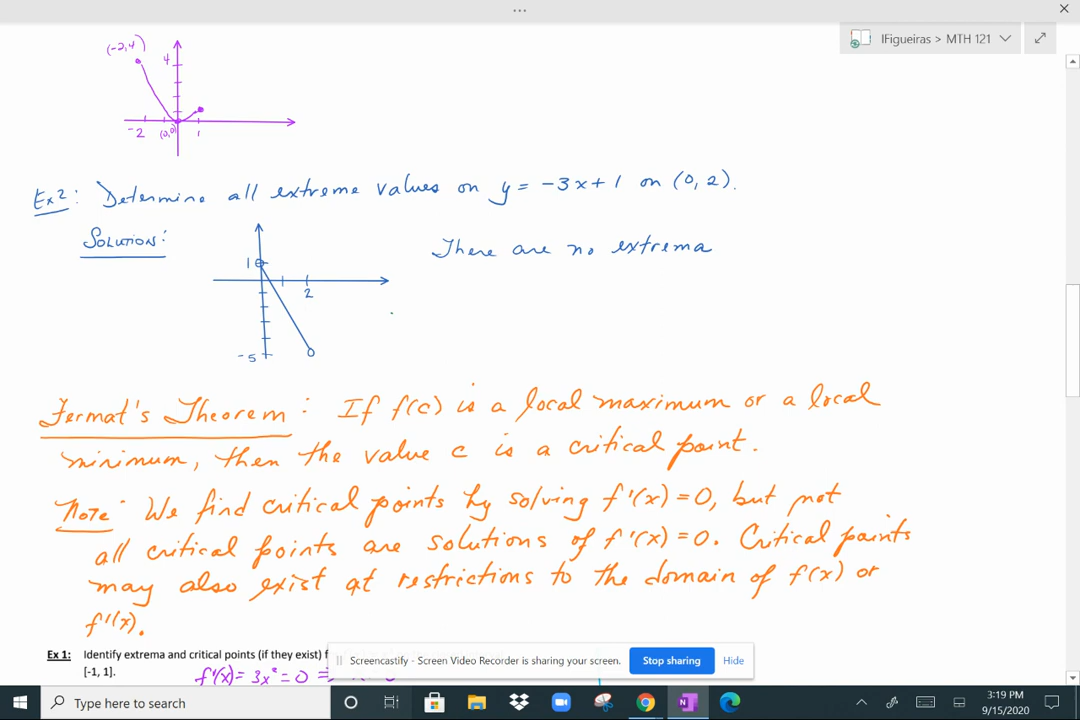 IFigueiras > MTH 121
(-2,4)
4
-2
(0,0)
1
Ex2: Determine all extreme values on y = -3x+1 on (0, 2).
Solution:
There are no extrema
1
2
-5
Fermat's Theorem: If f(c) is a local maximum or a local
minimum, then the value c is a critical point.
Note: We find critical points by solving f'(x)=0, but not
all critical points are solutions of f'(x)=0. Critical points
may also exist at restrictions to the domain of f(x) or
f'(x).
Ex 1: Identify extrema and critical points (if they exist) f
[-1, 1].
f'(x)= 3x²=0 ⇒
Screencastify - Screen Video Recorder is sharing your screen.
Stop sharing
Hide
Type here to search
3:19 PM
9/15/2020